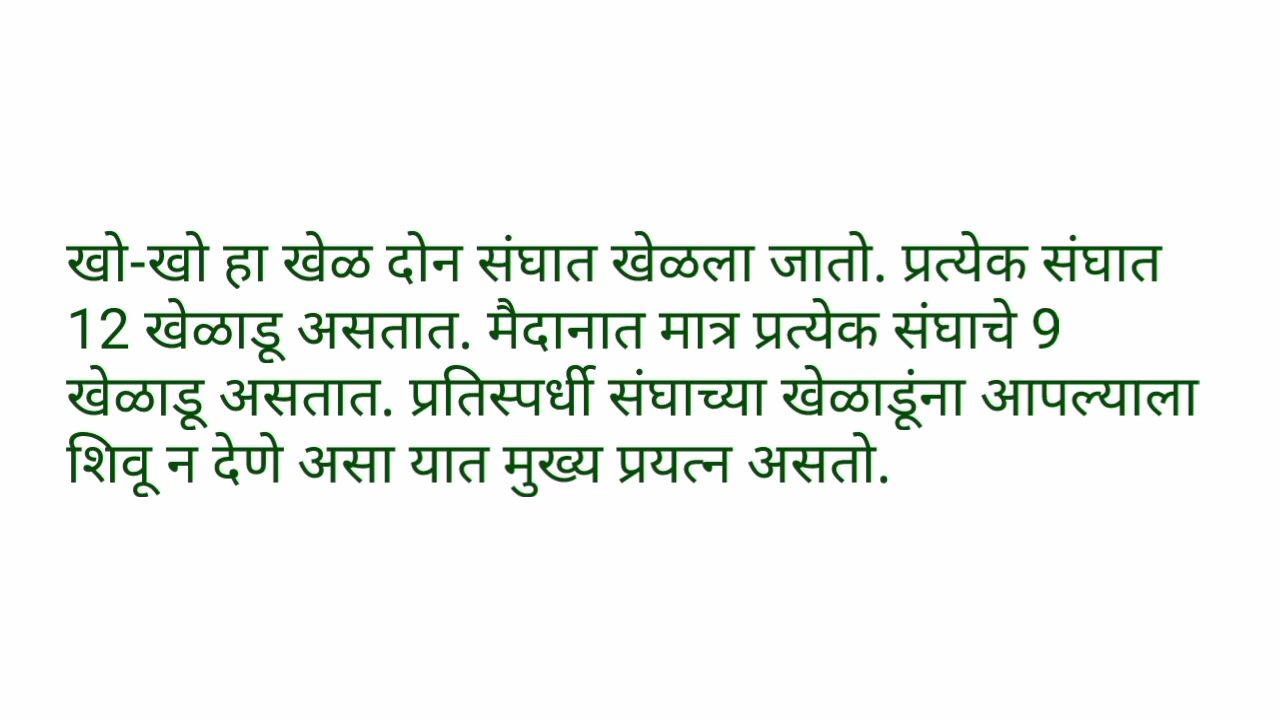 खो-खो हा खेळ दोन संघात खेळला जातो. प्रत्येक संघात
12 खेळाडू असतात. मैदानात मात्र प्रत्येक संघाचे 9
खेळाडू असतात. प्रतिस्पर्धी संघाच्या खेळाडूंना आपल्याला
शिवू न देणे असा यात मुख्य प्रयत्न असतो.